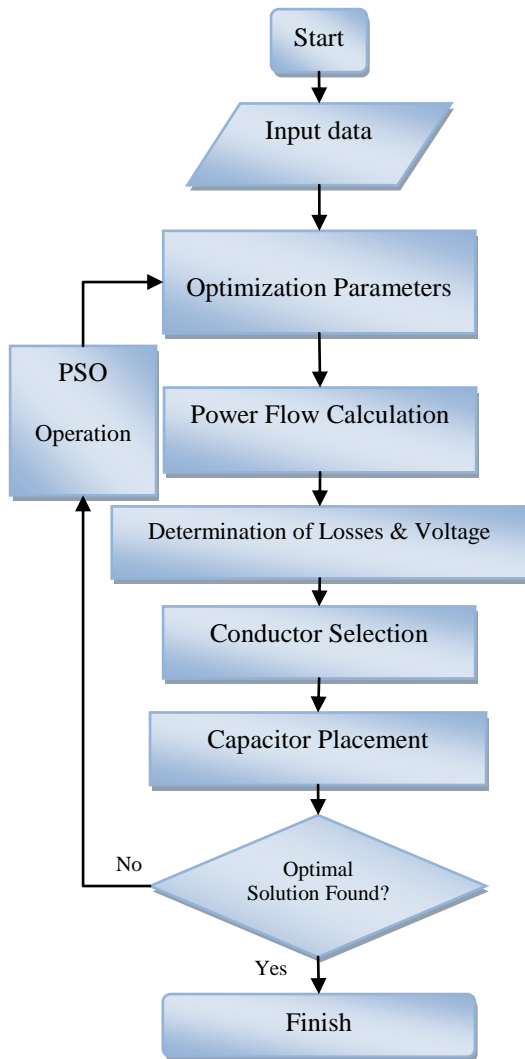 Start
Input data
Optimization Parameters
PSO
Operation
Power Flow Calculation
Determination of Losses & Voltage
Conductor Selection
Capacitor Placement
No
Optimal
Solution Found?
Yes
Finish